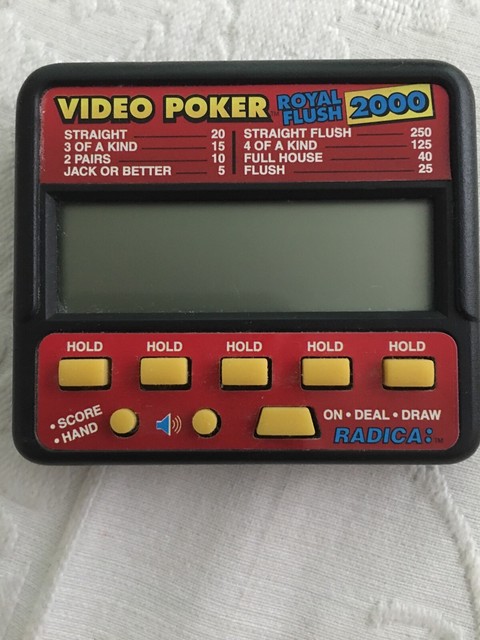 VIDEO POKER™ ROYAL FLUSH 2000
STRAIGHT 20
3 OF A KIND 15
2 PAIRS 10
JACK OR BETTER 5
STRAIGHT FLUSH 250
4 OF A KIND 125
FULL HOUSE 40
FLUSH 25
HOLD HOLD HOLD HOLD HOLD
• SCORE
• HAND
ON • DEAL • DRAW
RADICA:™